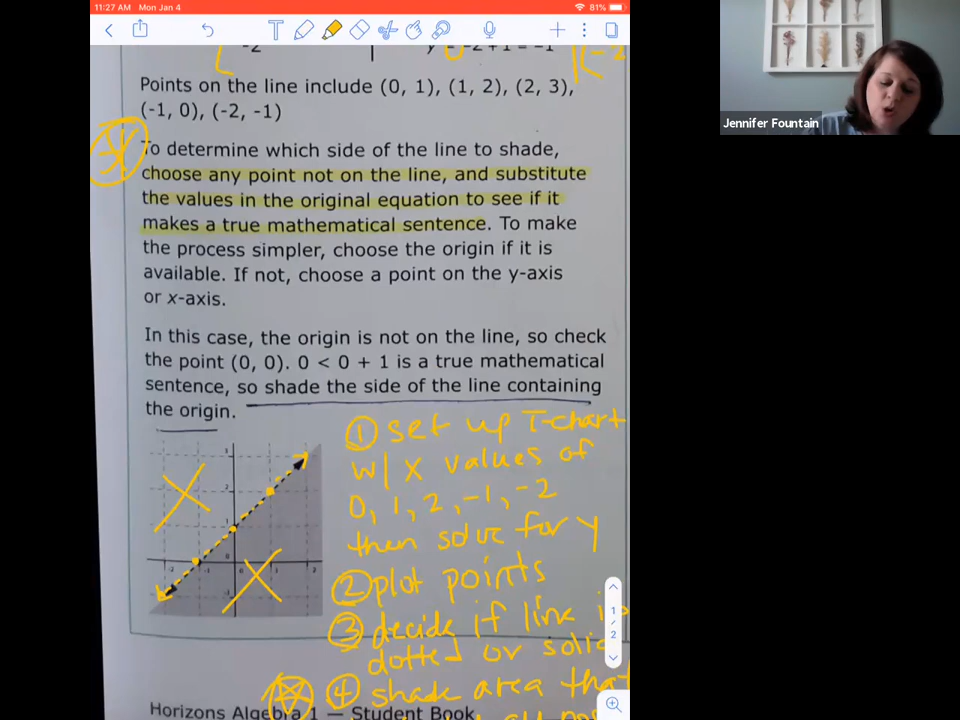 11:27 AM Mon Jan 4
81%
-2
y = -2 + 1 = -1
Points on the line include (0, 1), (1, 2), (2, 3),
(-1, 0), (-2, -1)
To determine which side of the line to shade,
choose any point not on the line, and substitute
the values in the original equation to see if it
makes a true mathematical sentence. To make
the process simpler, choose the origin if it is
available. If not, choose a point on the y-axis
or x-axis.
In this case, the origin is not on the line, so check
the point (0, 0). 0 < 0 + 1 is a true mathematical
sentence, so shade the side of the line containing
the origin.
① set up T-chart
w/ x values of
0, 1, 2, -1, -2
then solve for y
② plot points
③ decide if line
dotted or solid
④ shade area that
Horizons Algebra 1 — Student Book
1
/
2
Jennifer Fountain